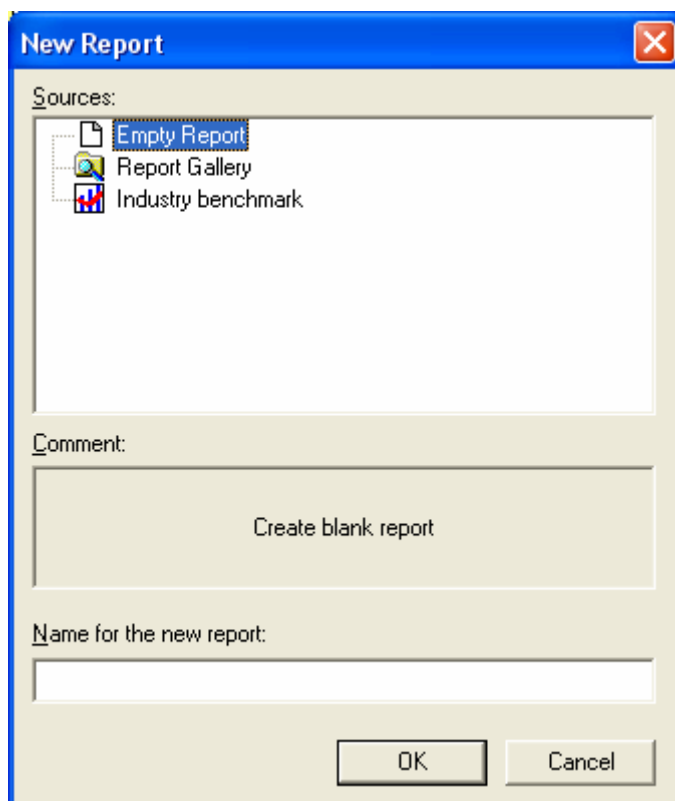 New Report
Sources:
Empty Report
Report Gallery
Industry benchmark
Comment:
Create blank report
Name for the new report:
OK Cancel